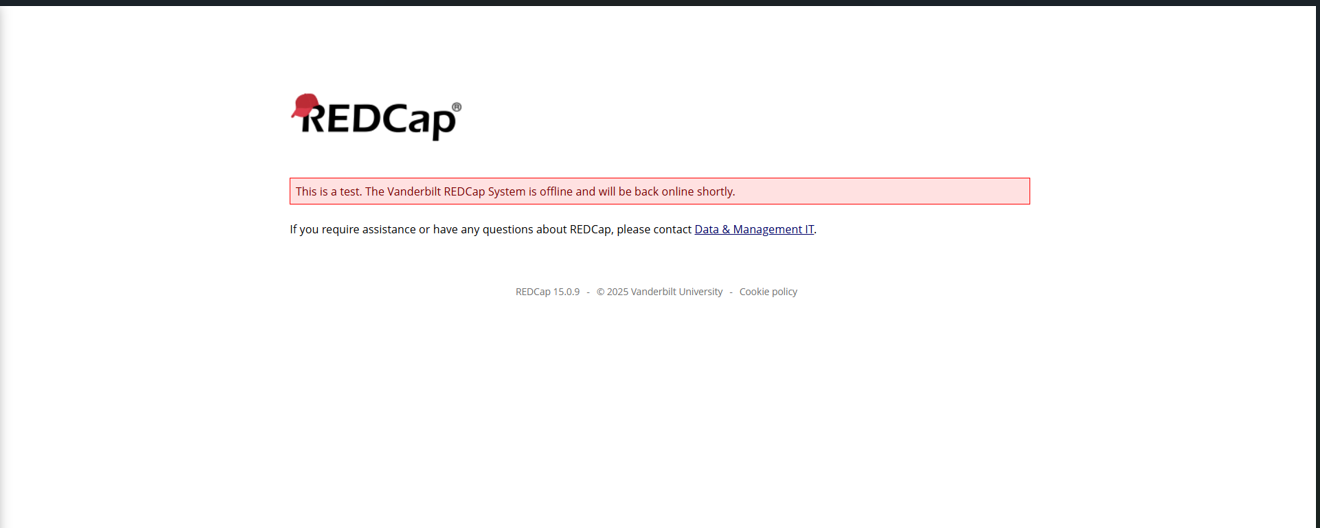 REDCap®
This is a test. The Vanderbilt REDCap System is offline and will be back online shortly.
If you require assistance or have any questions about REDCap, please contact Data & Management IT.
REDCap 15.0.9 - © 2025 Vanderbilt University - Cookie policy